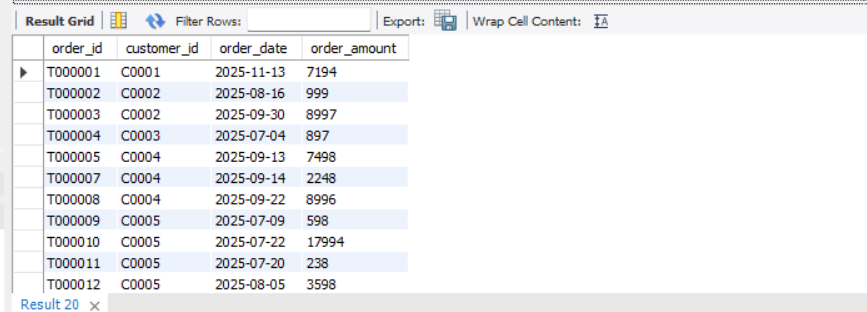 Result Grid Filter Rows: Export: Wrap Cell Content: IA
order_id customer_id order_date order_amount
T000001 C0001 2025-11-13 7194
T000002 C0002 2025-08-16 999
T000003 C0002 2025-09-30 8997
T000004 C0003 2025-07-04 897
T000005 C0004 2025-09-13 7498
T000007 C0004 2025-09-14 2248
T000008 C0004 2025-09-22 8996
T000009 C0005 2025-07-09 598
T000010 C0005 2025-07-22 17994
T000011 C0005 2025-07-20 238
T000012 C0005 2025-08-05 3598
Result 20